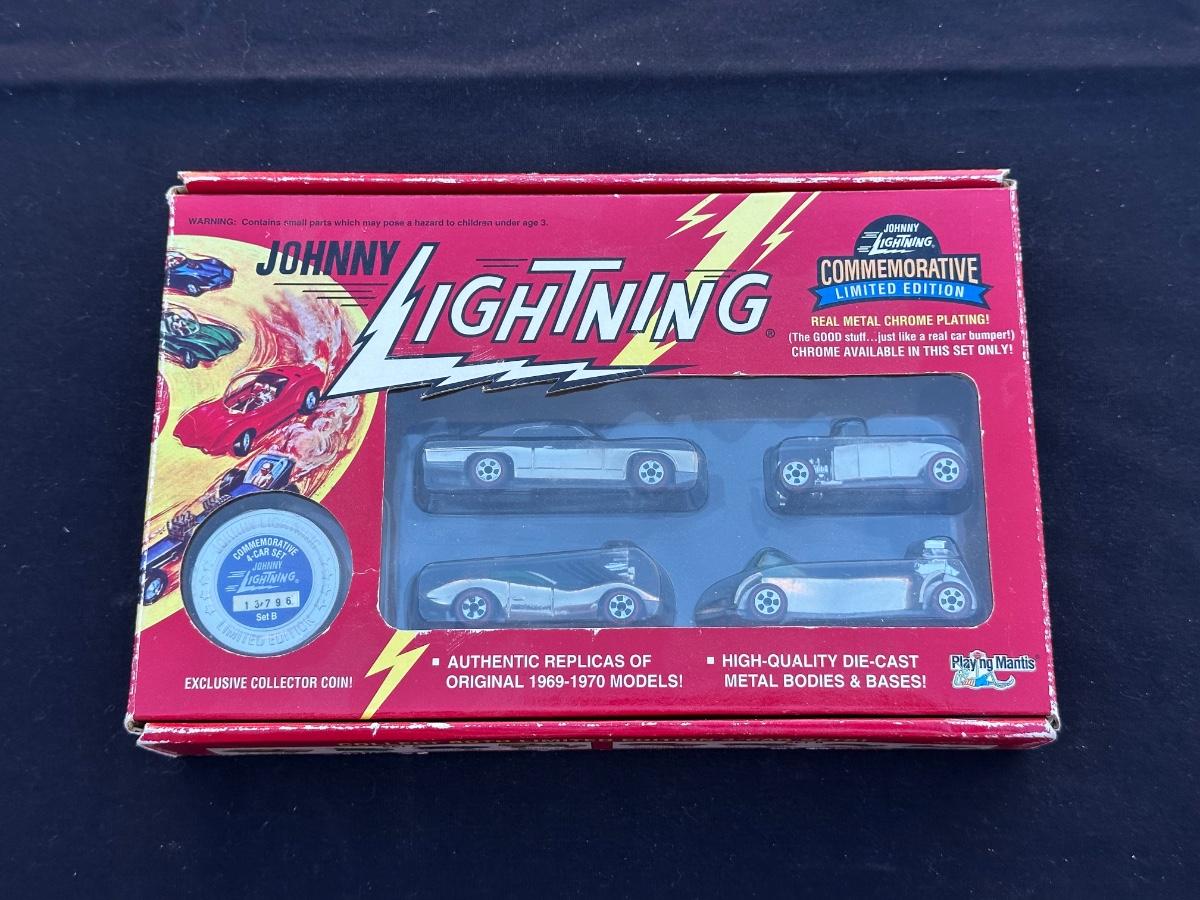 WARNING: Contains small parts which may pose a hazard to children under age 3.
JOHNNY
LIGHTNING®
JOHNNY
LIGHTNING®
COMMEMORATIVE
LIMITED EDITION
REAL METAL CHROME PLATING!
(The GOOD stuff...just like a real car bumper!)
CHROME AVAILABLE IN THIS SET ONLY!
COMMEMORATIVE
4-CAR SET
JOHNNY
LIGHTNING®
13,796
Set B
LIMITED EDITION
EXCLUSIVE COLLECTOR COIN!
▪ AUTHENTIC REPLICAS OF
ORIGINAL 1969-1970 MODELS!
▪ HIGH-QUALITY DIE-CAST
METAL BODIES & BASES!
Playing Mantis®